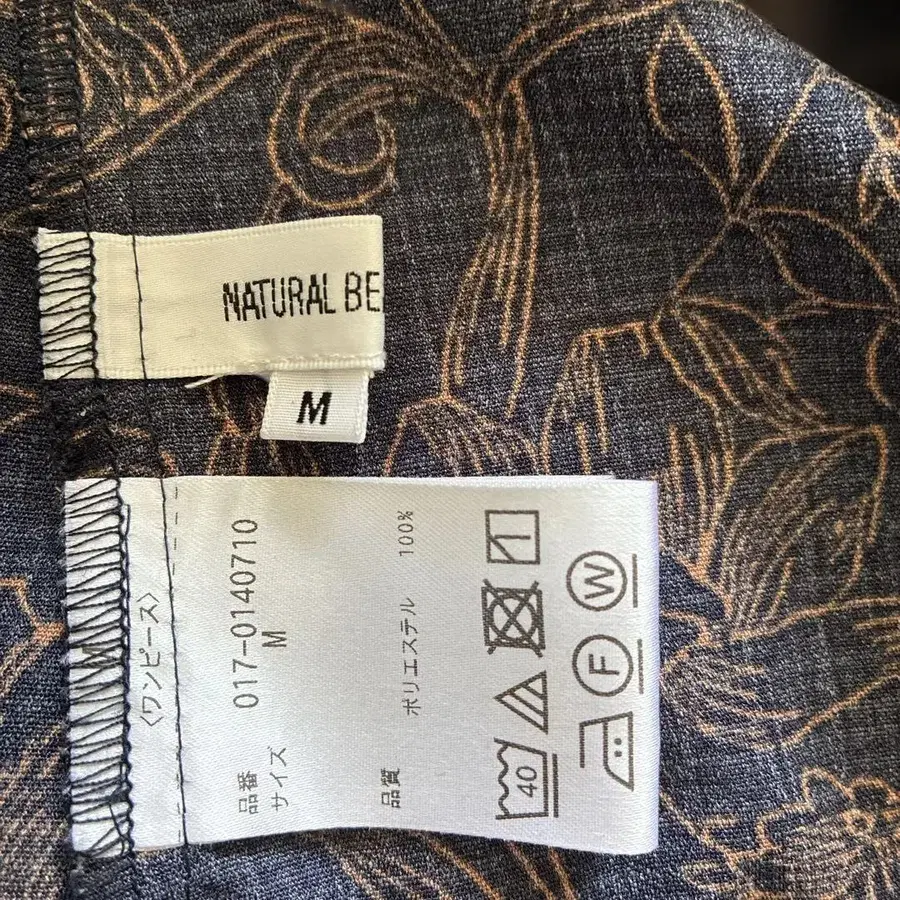 NATURAL BE
M
〈ワンピース〉
品番 017-0140710
サイズ M
品質 ポリエステル 100%
40
F W